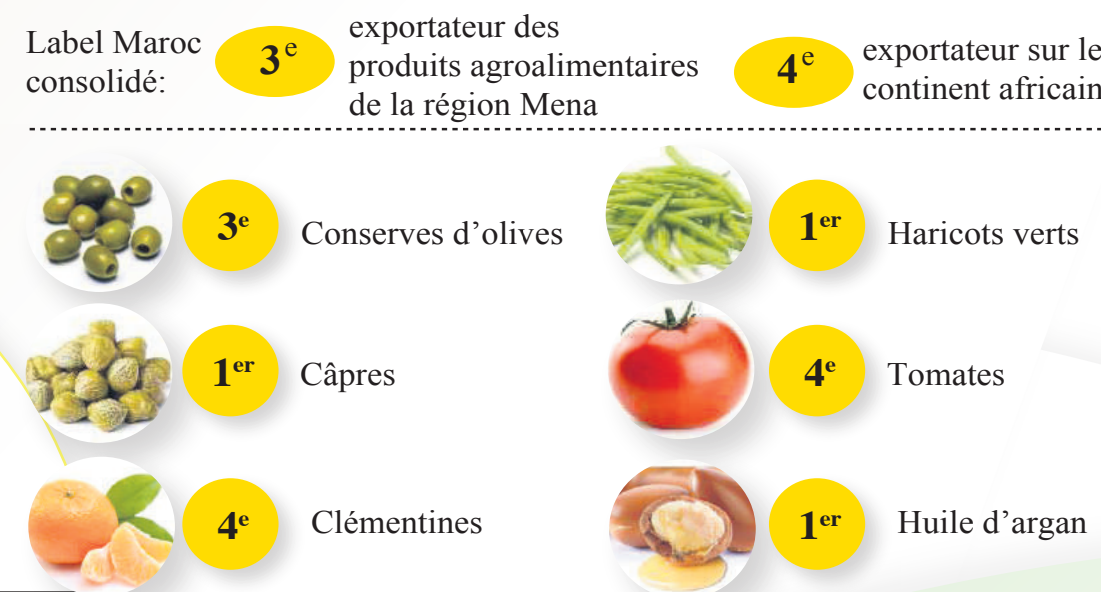 Label Maroc
consolidé:
3e
exportateur des
produits agroalimentaires
de la région Mena
4e
exportateur sur le
continent africain
3e Conserves d'olives
1er Haricots verts
1er Câpres
4e Tomates
4e Clémentines
1er Huile d'argan